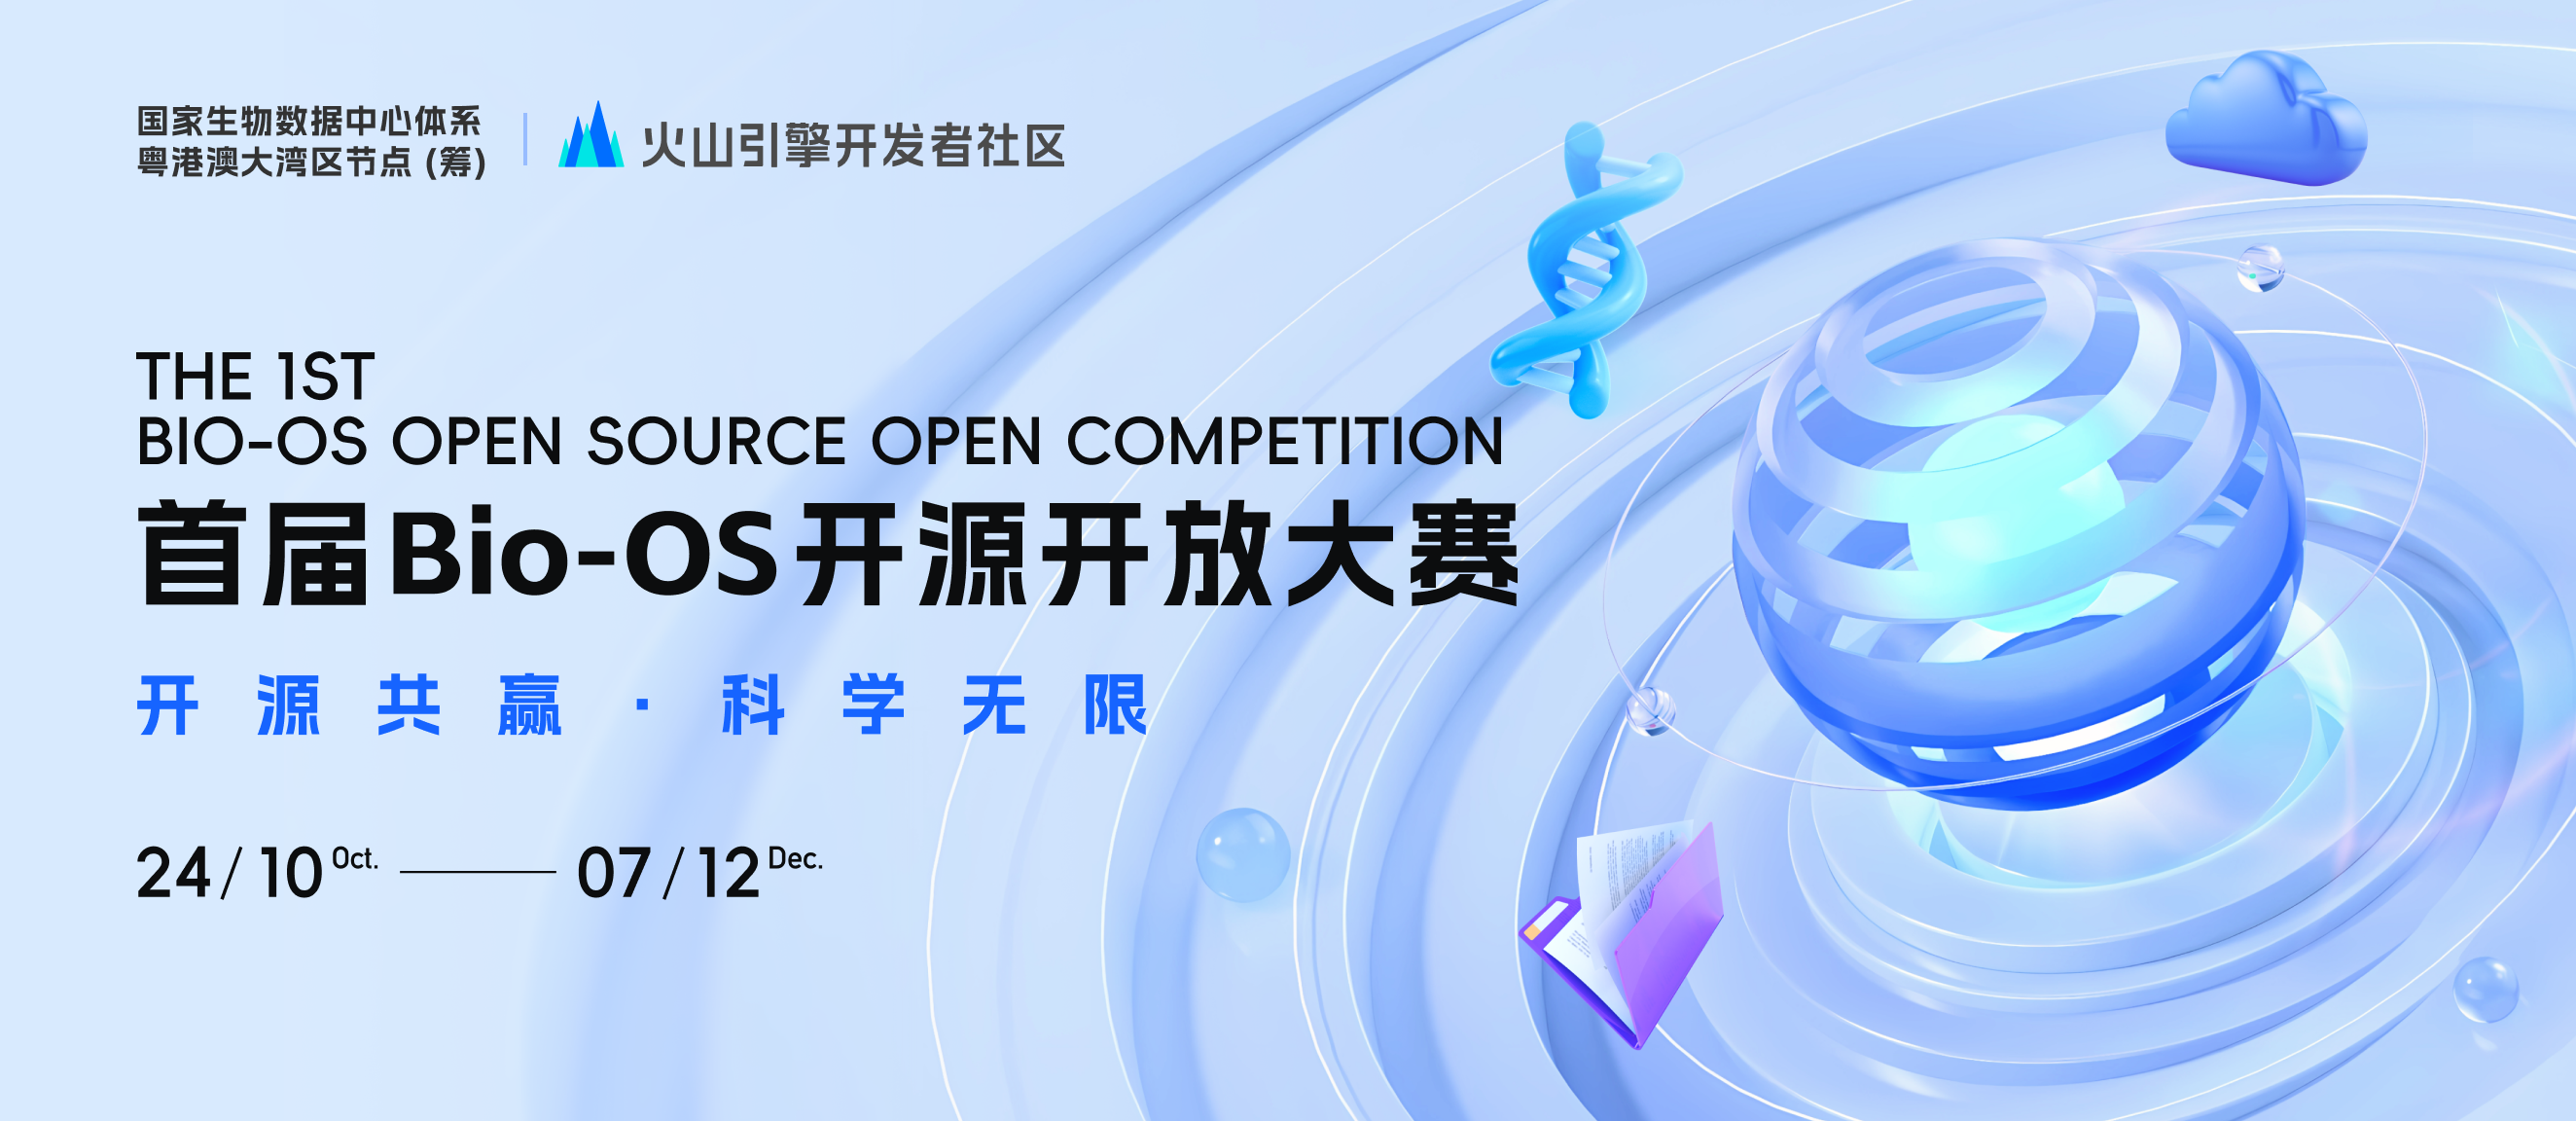 国家生物数据中心体系
粤港澳大湾区节点 (筹)
火山引擎开发者社区
THE 1ST
BIO-OS OPEN SOURCE OPEN COMPETITION
首届Bio-OS开源开放大赛
开源共赢·科学无限
24/10 Oct. —— 07/12 Dec.